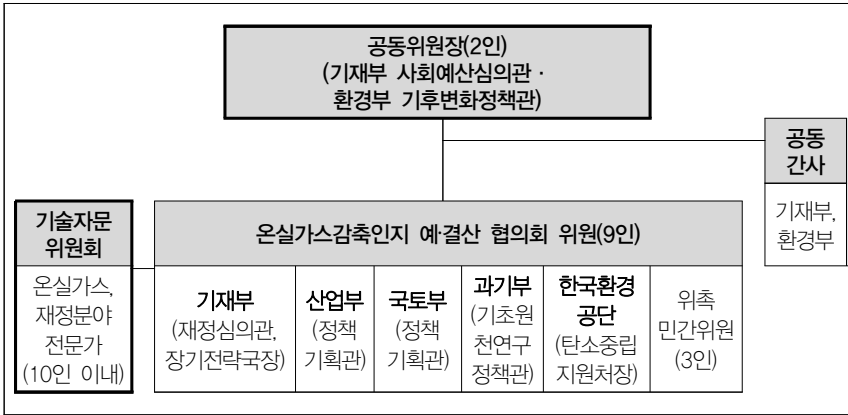 공동위원장(2인)
(기재부 사회예산심의관 ·
환경부 기후변화정책관)
공동
간사
기재부,
환경부
기술자문
위원회
온실가스,
재정분야
전문가
(10인 이내)
온실가스감축인지 예·결산 협의회 위원(9인)
기재부
(재정심의관,
장기전략국장)
산업부
(정책
기획관)
국토부
(정책
기획관)
과기부
(기초원
천연구
정책관)
한국환경
공단
(탄소중립
지원처장)
위촉
민간위원
(3인)